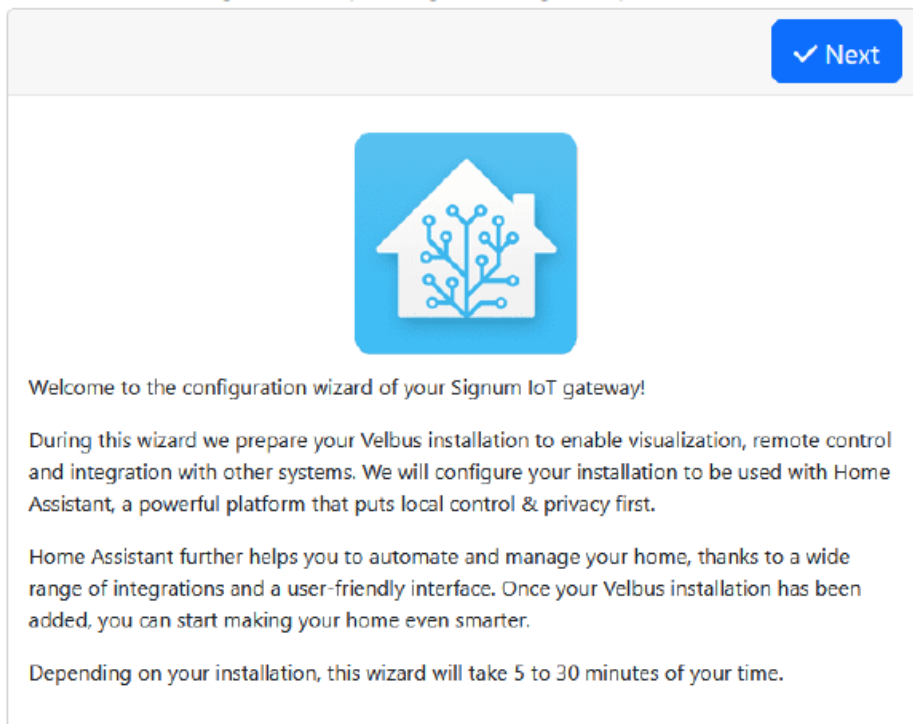 Next
Welcome to the configuration wizard of your Signum IoT gateway!
During this wizard we prepare your Velbus installation to enable visualization, remote control
and integration with other systems. We will configure your installation to be used with Home
Assistant, a powerful platform that puts local control & privacy first.
Home Assistant further helps you to automate and manage your home, thanks to a wide
range of integrations and a user-friendly interface. Once your Velbus installation has been
added, you can start making your home even smarter.
Depending on your installation, this wizard will take 5 to 30 minutes of your time.